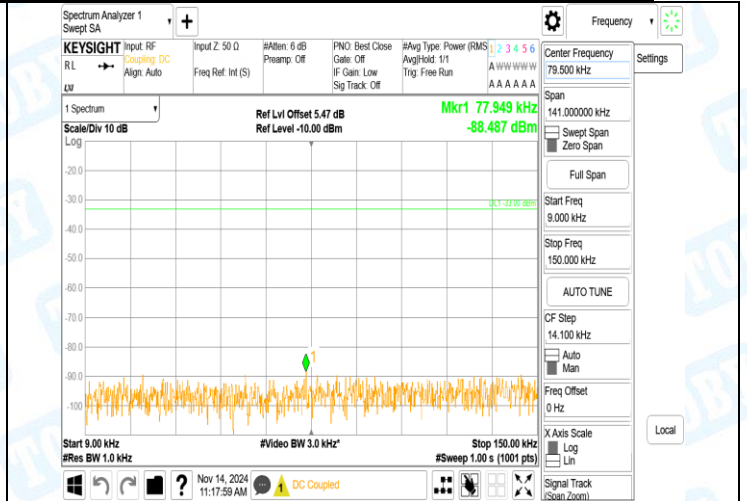 Spectrum Analyzer 1
Swept SA
+
Frequency
KEYSIGHT
RL
LXI
Input: RF
Coupling: DC
Align: Auto
Input Z: 50 Ω
Freq Ref: Int (S)
#Atten: 6 dB
Preamp: Off
PNO: Best Close
Gate: Off
IF Gain: Low
Sig Track: Off
#Avg Type: Power (RMS
Avg|Hold: 1/1
Trig: Free Run
1 2 3 4 5 6
A W W W W W
A A A A A A
Center Frequency
79.500 kHz
Settings
Span
141.000000 kHz
Swept Span
Zero Span
Full Span
Start Freq
9.000 kHz
Stop Freq
150.000 kHz
AUTO TUNE
CF Step
14.100 kHz
Auto
Man
Freq Offset
0 Hz
X Axis Scale
Log
Lin
Local
Signal Track
(Span Zoom)
1 Spectrum
Scale/Div 10 dB
Log
Ref Lvl Offset 5.47 dB
Ref Level -10.00 dBm
Mkr1 77.949 kHz
-88.487 dBm
-20.0
-30.0
DL1 -33.00 dBm
-40.0
-50.0
-60.0
-70.0
-80.0
1
-90.0
-100
Start 9.00 kHz
#Res BW 1.0 kHz
#Video BW 3.0 kHz*
Stop 150.00 kHz
#Sweep 1.00 s (1001 pts)
?
Nov 14, 2024
11:17:59 AM
1
DC Coupled
TOBY